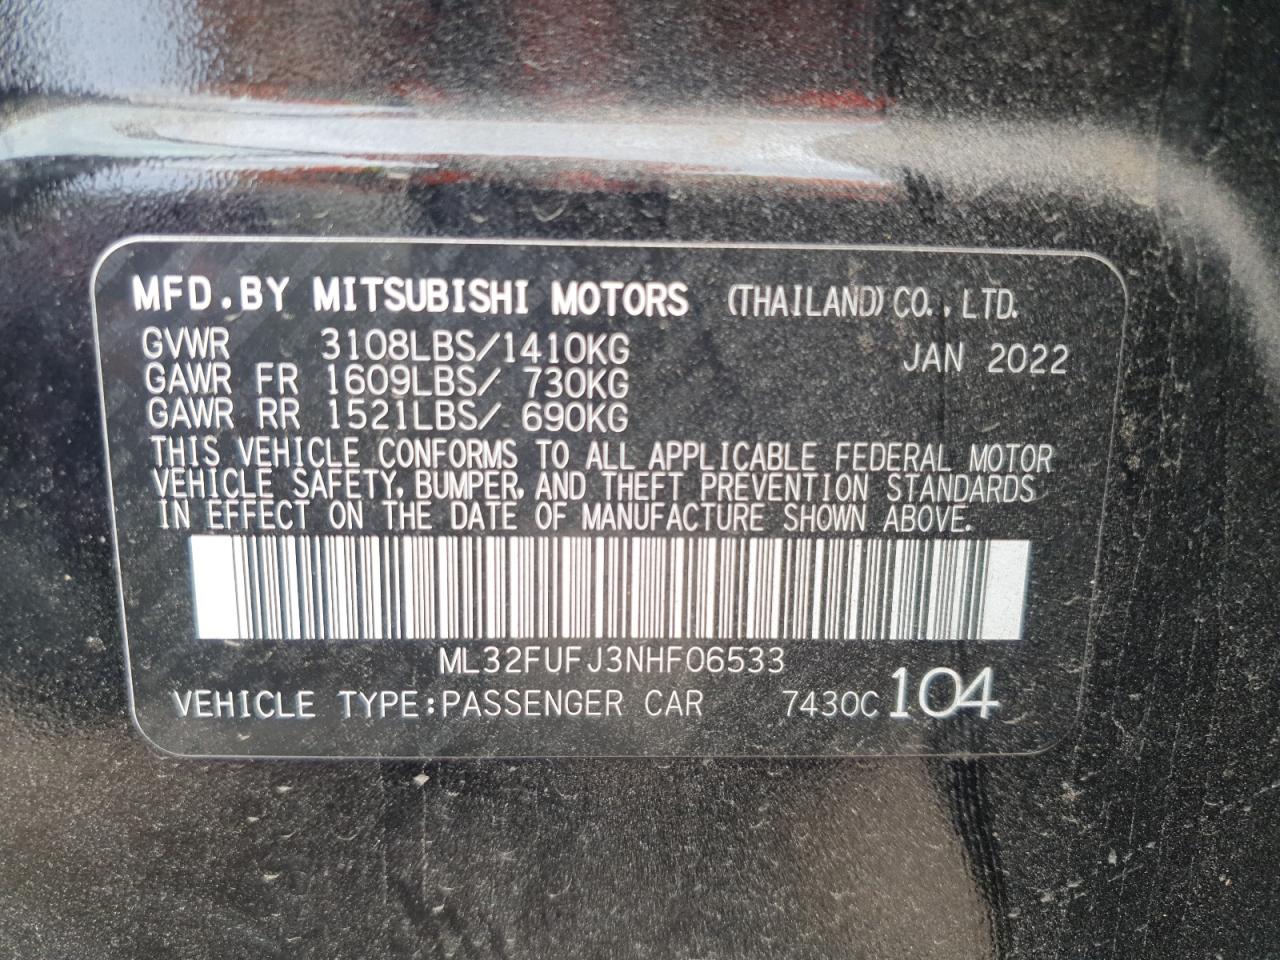 MFD.BY MITSUBISHI MOTORS (THAILAND)CO.,LTD.
GVWR 3108LBS/1410KG JAN 2022
GAWR FR 1609LBS/ 730KG
GAWR RR 1521LBS/ 690KG
THIS VEHICLE CONFORMS TO ALL APPLICABLE FEDERAL MOTOR
VEHICLE SAFETY, BUMPER, AND THEFT PREVENTION STANDARDS
IN EFFECT ON THE DATE OF MANUFACTURE SHOWN ABOVE.
ML32FUFJ3NHF06533
VEHICLE TYPE:PASSENGER CAR 7430C 104